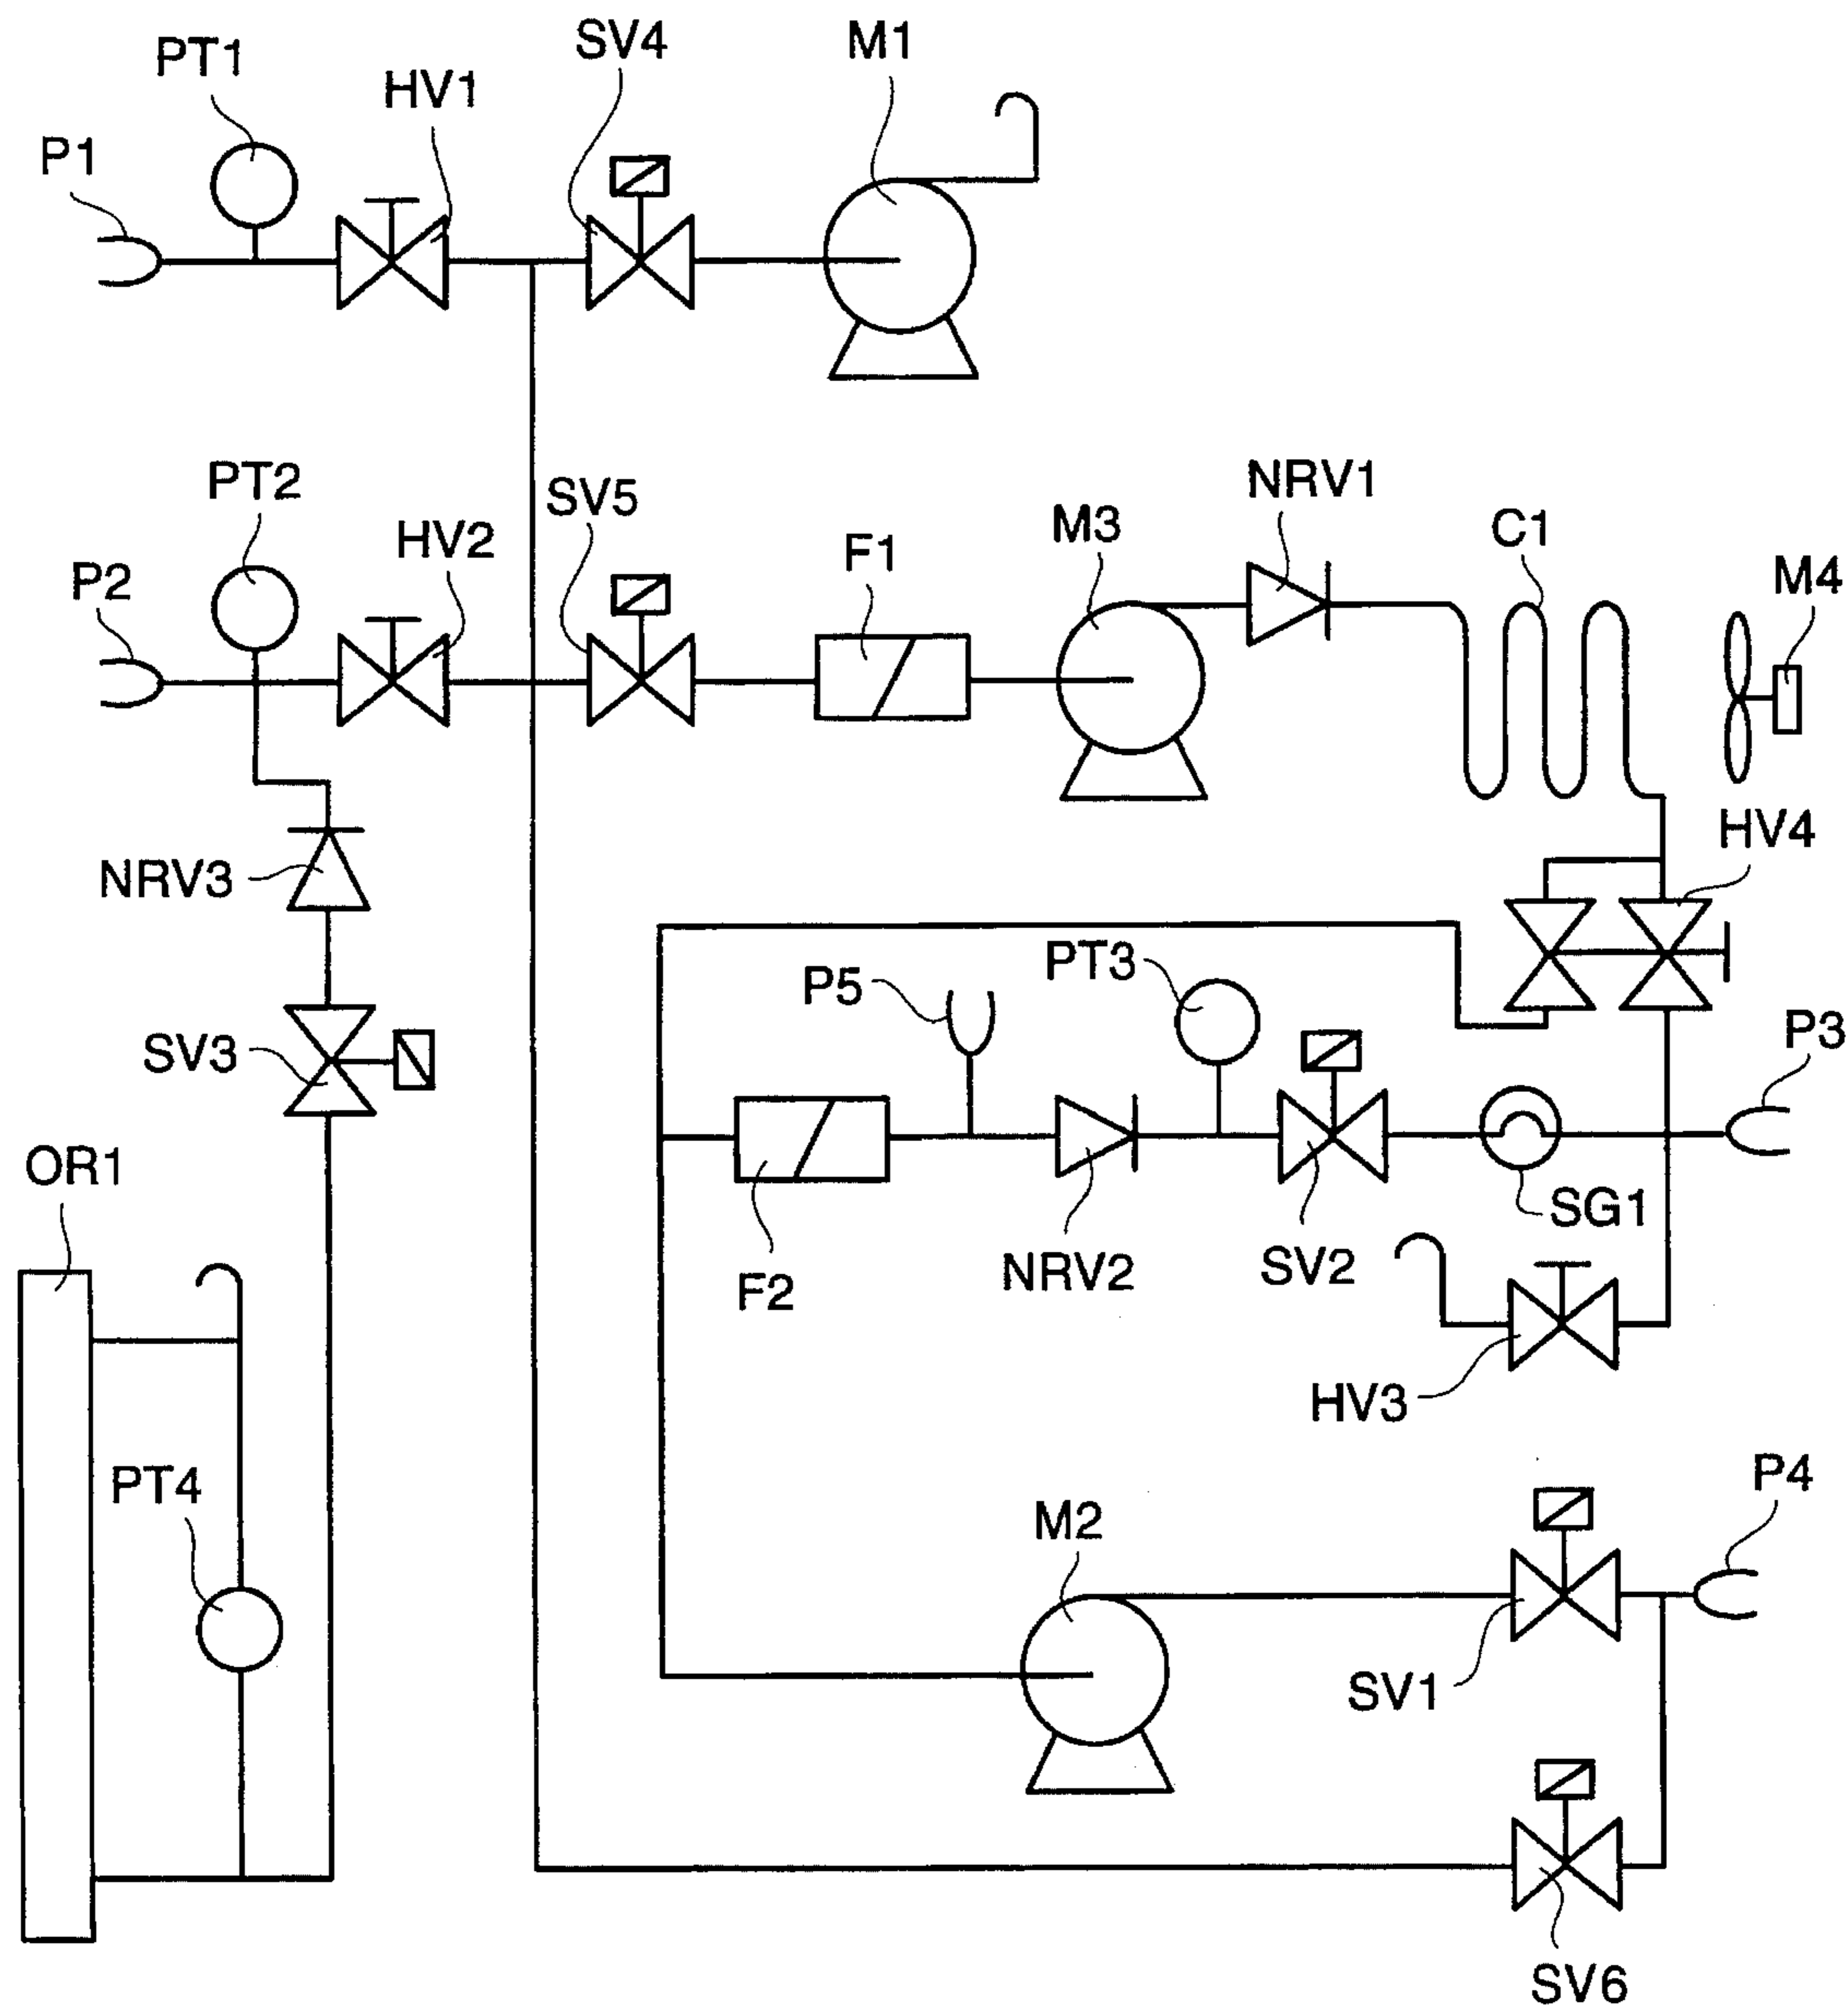 SV4
M1
PT1
HV1
P1
PT2
SV5
NRV1
HV2
F1
M3
C1
P2
M4
HV4
NRV3
PT3
P5
P3
SV3
OR1
SG1
NRV2
SV2
F2
HV3
PT4
P4
M2
SV1
SV6